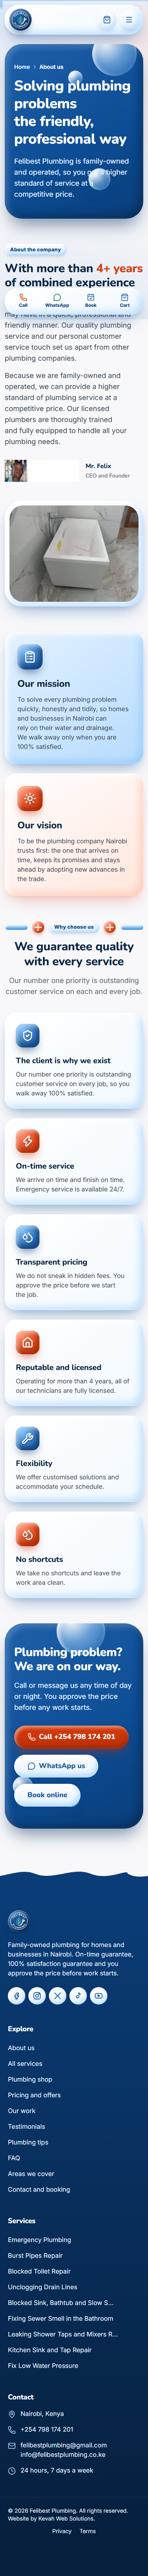 Home > About us
Solving plumbing
problems
the friendly,
professional way
Felibest Plumbing is family-owned
and operated, so you get a higher
standard of service at a
competitive price.
About the company
With more than 4+ years
of combined experience
Call
WhatsApp
Book
Cart
may have in a quick, professional and
friendly manner. Our quality plumbing
service and our personal customer
service touch set us apart from other
plumbing companies.
Because we are family-owned and
operated, we can provide a higher
standard of plumbing service at a
competitive price. Our licensed
plumbers are thoroughly trained
and fully equipped to handle all your
plumbing needs.
Mr. Felix
CEO and Founder
Our mission
To solve every plumbing problem
quickly, honestly and tidily, so homes
and businesses in Nairobi can
rely on their water and drainage.
We walk away only when you are
100% satisfied.
Our vision
To be the plumbing company Nairobi
trusts first: the one that arrives on
time, keeps its promises and stays
ahead by adopting new advances in
the trade.
Why choose us
We guarantee quality
with every service
Our number one priority is outstanding
customer service on each and every job.
The client is why we exist
Our number one priority is outstanding
customer service on every job, so you
walk away 100% satisfied.
On-time service
We arrive on time and finish on time.
Emergency service is available 24/7.
Transparent pricing
We do not sneak in hidden fees. You
approve the price before we start
the job.
Reputable and licensed
Operating for more than 4 years, all of
our technicians are fully licensed.
Flexibility
We offer customised solutions and
accommodate your schedule.
No shortcuts
We take no shortcuts and leave the
work area clean.
Plumbing problem?
We are on our way.
Call or message us any time of day
or night. You approve the price
before any work starts.
Call +254 798 174 201
WhatsApp us
Book online
Family-owned plumbing for homes and
businesses in Nairobi. On-time guarantee,
100% satisfaction guarantee and you
approve the price before work starts.
Explore
About us
All services
Plumbing shop
Pricing and offers
Our work
Testimonials
Plumbing tips
FAQ
Areas we cover
Contact and booking
Services
Emergency Plumbing
Burst Pipes Repair
Blocked Toilet Repair
Unclogging Drain Lines
Blocked Sink, Bathtub and Slow S...
Fixing Sewer Smell in the Bathroom
Leaking Shower Taps and Mixers R...
Kitchen Sink and Tap Repair
Fix Low Water Pressure
Contact
Nairobi, Kenya
+254 798 174 201
felibestplumbing@gmail.com
info@felibestplumbing.co.ke
24 hours, 7 days a week
© 2026 Felibest Plumbing. All rights reserved.
Website by Kevah Web Solutions.
Privacy Terms